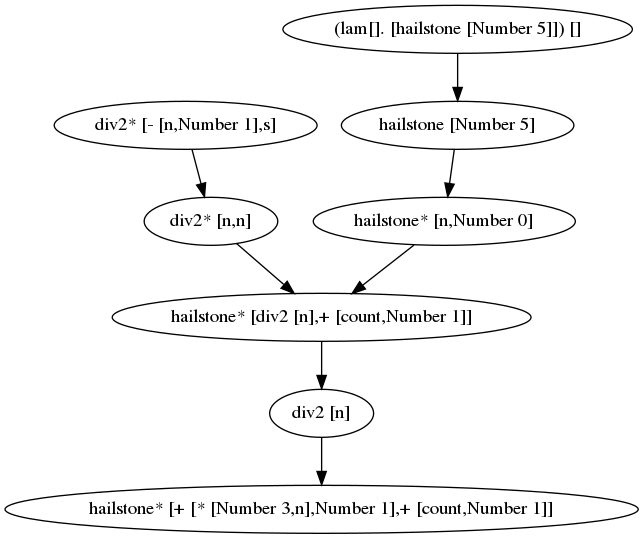 (lam[]. [hailstone [Number 5]]) []
div2* [- [n,Number 1],s]
hailstone [Number 5]
div2* [n,n]
hailstone* [n,Number 0]
hailstone* [div2 [n],+ [count,Number 1]]
div2 [n]
hailstone* [+ [* [Number 3,n],Number 1],+ [count,Number 1]]